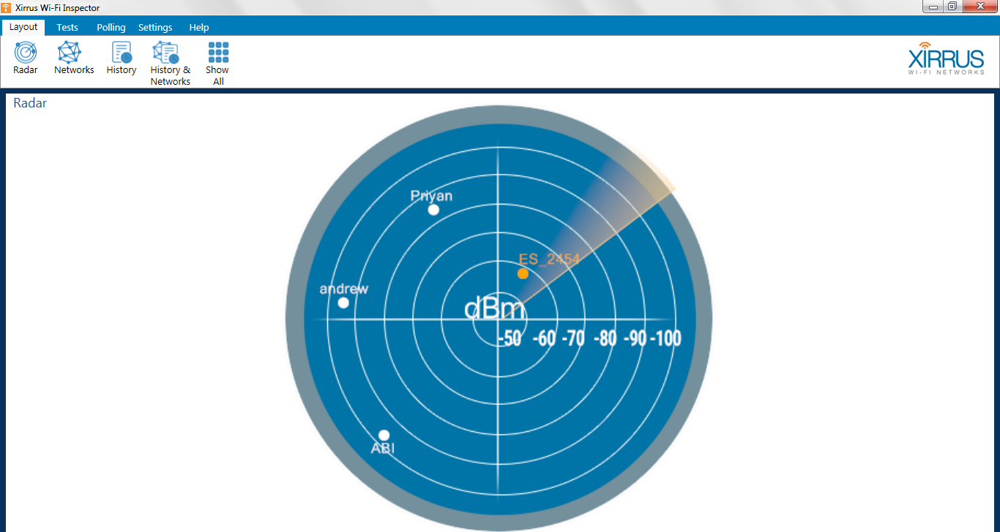 Xirrus Wi-Fi Inspector
Layout Tests Polling Settings Help
Radar Networks History History & Networks Show All
XIRRUS
WI-FI NETWORKS
Radar
Priyan
ES_2454
andrew
dBm
-50 -60 -70 -80 -90 -100
ABI